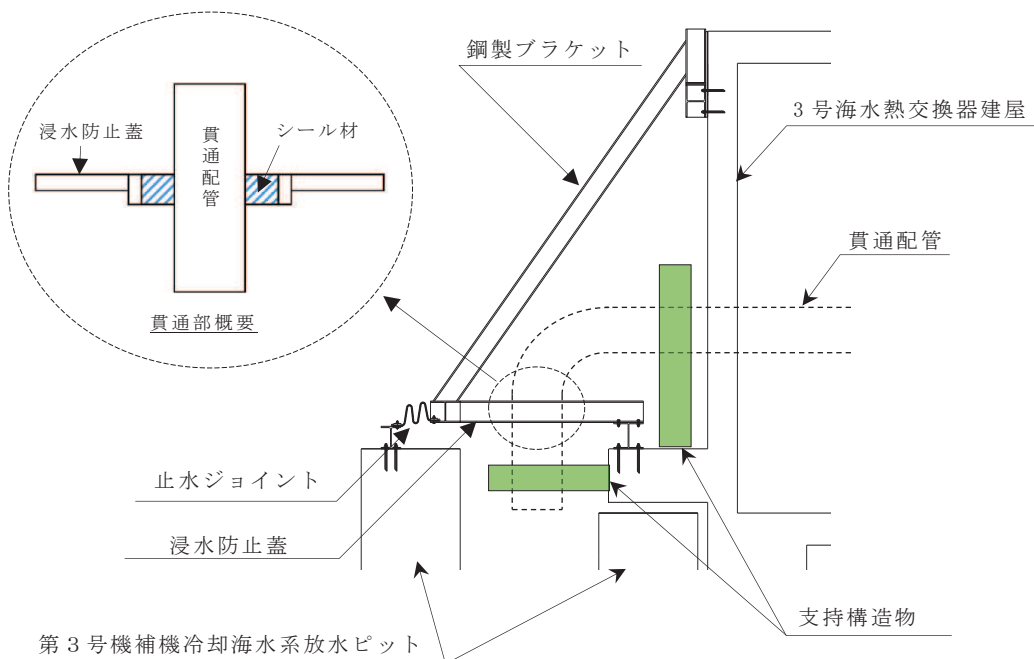 鋼製ブラケット
浸水防止蓋
シール材
貫通配管
3号海水熱交換器建屋
貫通配管
貫通部概要
止水ジョイント
浸水防止蓋
支持構造物
第3号機補機冷却海水系放水ピット